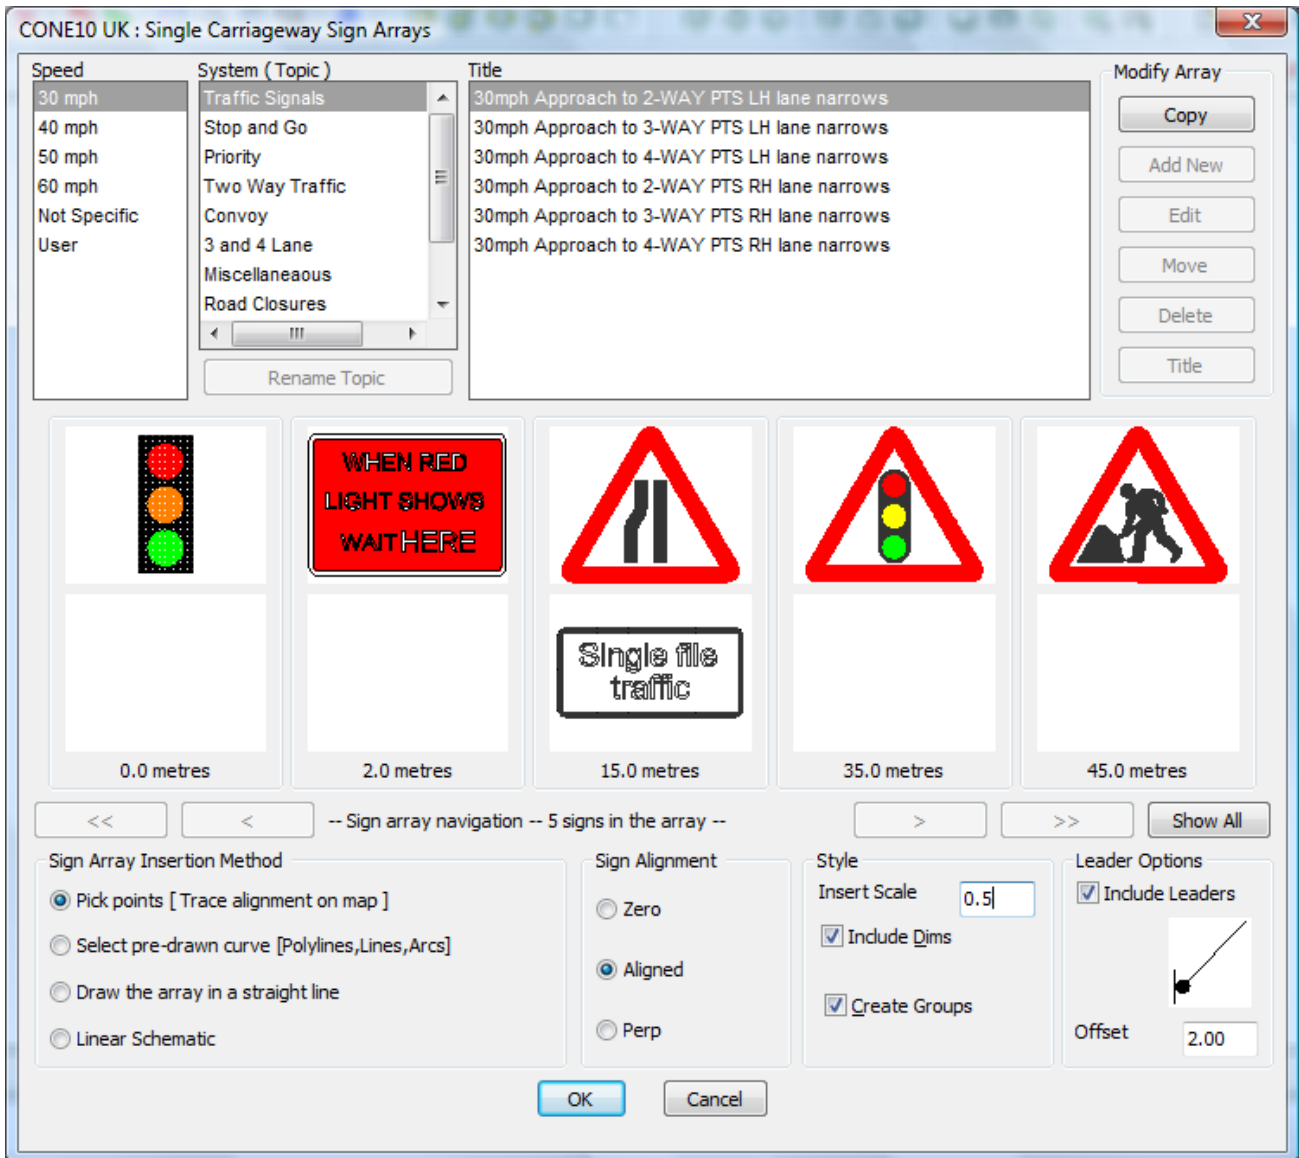 CONE10 UK : Single Carriageway Sign Arrays
X
Speed
30 mph
40 mph
50 mph
60 mph
Not Specific
User
System ( Topic )
Traffic Signals
Stop and Go
Priority
Two Way Traffic
Convoy
3 and 4 Lane
Miscellaneaous
Road Closures
Rename Topic
Title
30mph Approach to 2-WAY PTS LH lane narrows
30mph Approach to 3-WAY PTS LH lane narrows
30mph Approach to 4-WAY PTS LH lane narrows
30mph Approach to 2-WAY PTS RH lane narrows
30mph Approach to 3-WAY PTS RH lane narrows
30mph Approach to 4-WAY PTS RH lane narrows
Modify Array
Copy
Add New
Edit
Move
Delete
Title
WHEN RED
LIGHT SHOWS
WAIT HERE
Single file
traffic
0.0 metres
2.0 metres
15.0 metres
35.0 metres
45.0 metres
<<
<
-- Sign array navigation -- 5 signs in the array --
>
>>
Show All
Sign Array Insertion Method
Pick points [ Trace alignment on map ]
Select pre-drawn curve [Polylines,Lines,Arcs]
Draw the array in a straight line
Linear Schematic
Sign Alignment
Zero
Aligned
Perp
Style
Insert Scale 0.5
Include Dims
Create Groups
Leader Options
Include Leaders
Offset 2.00
OK
Cancel